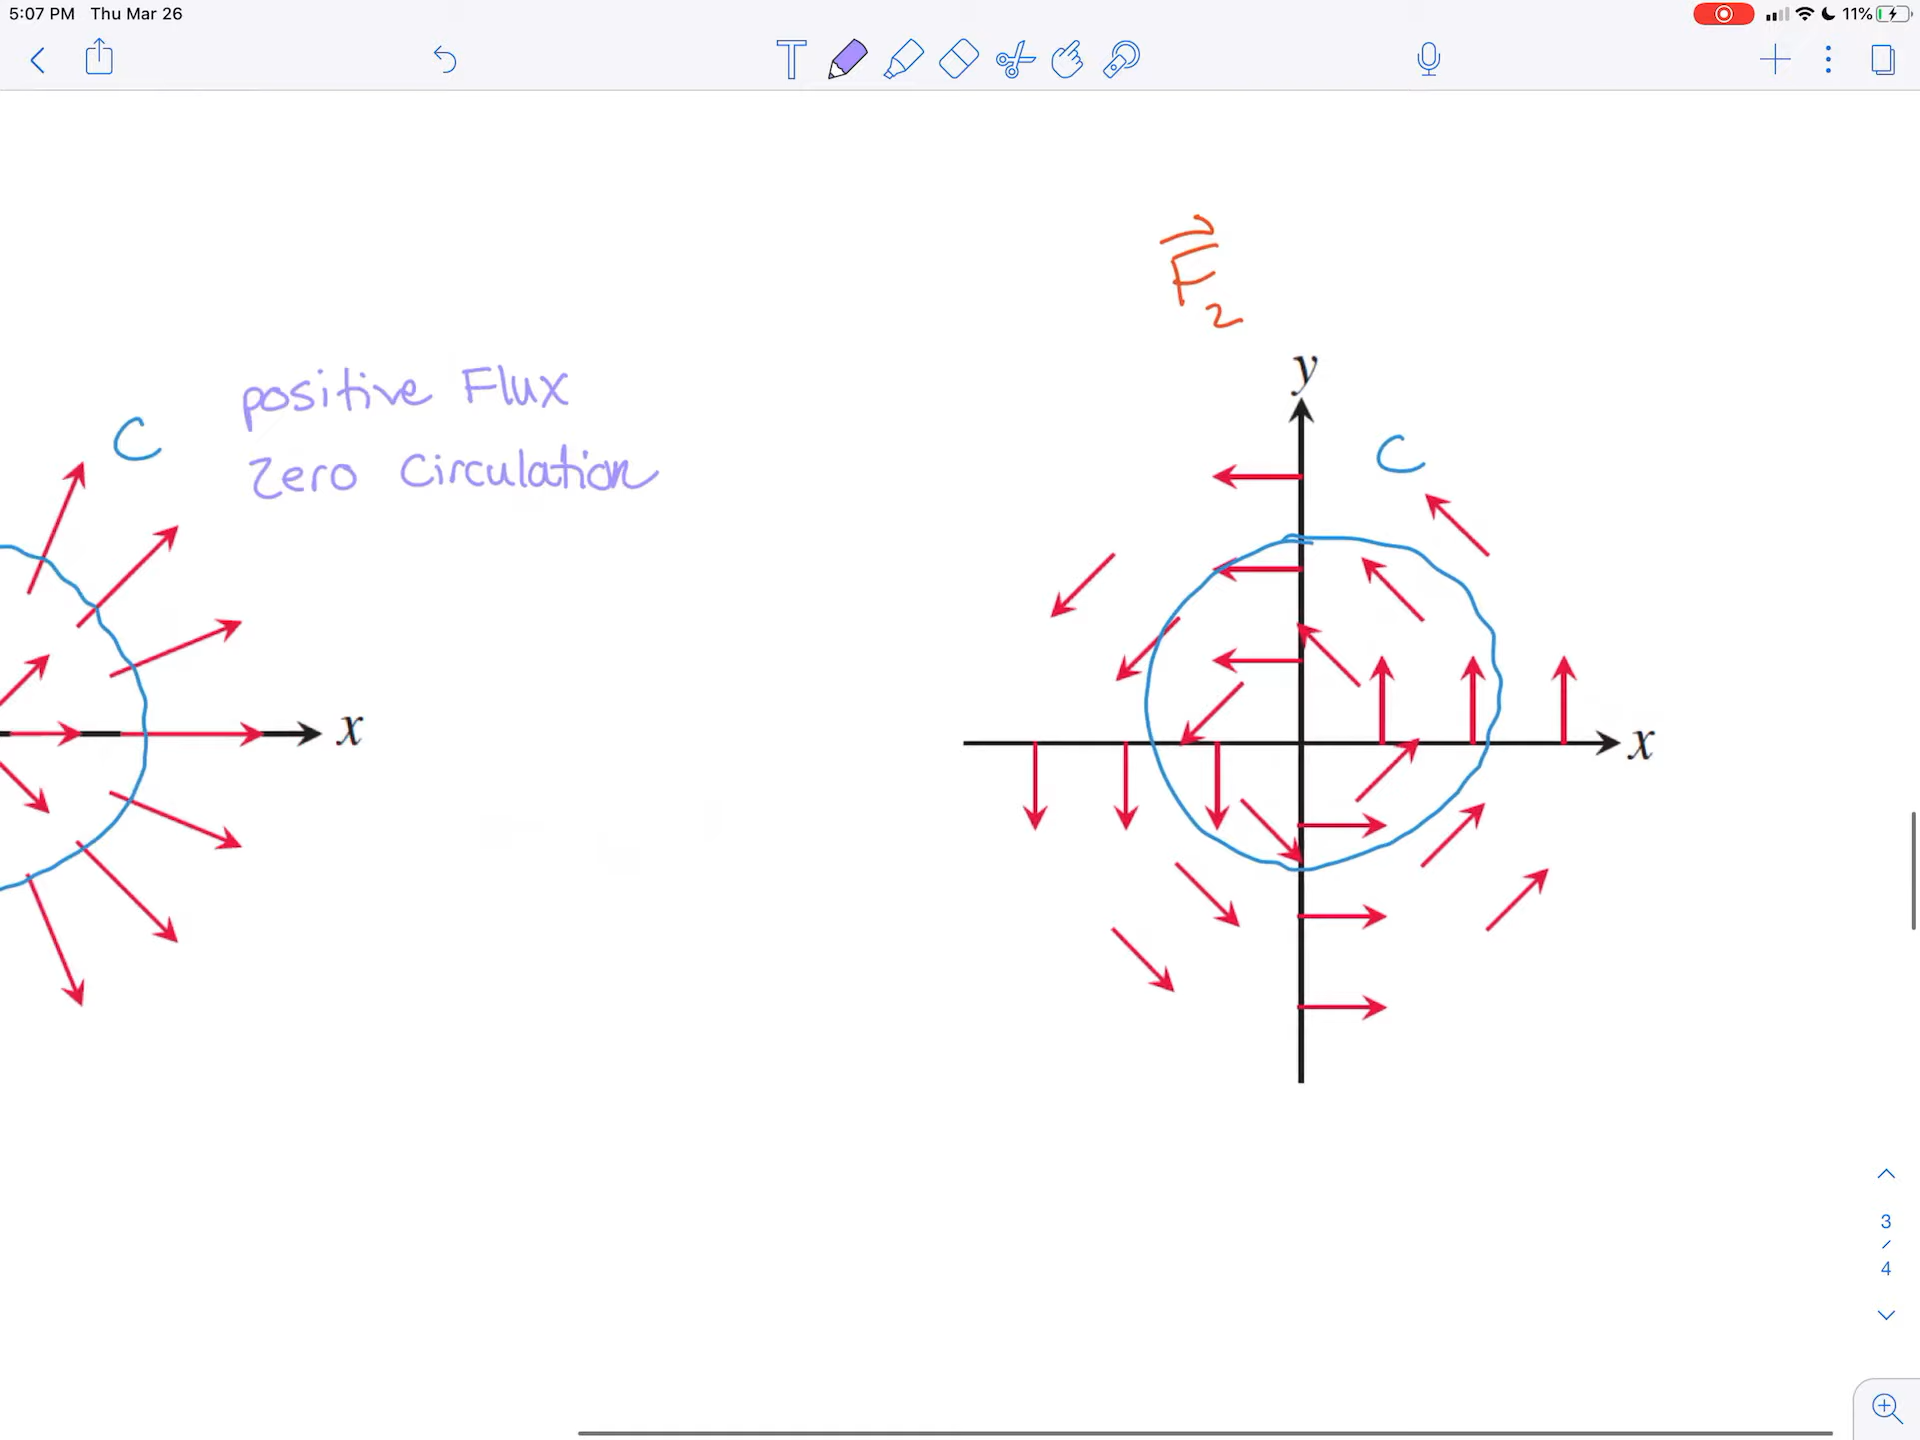 5:07 PM Thu Mar 26
11%
T
F₂
y
C
positive Flux
C
Zero Circulation
x
x
3
/
4